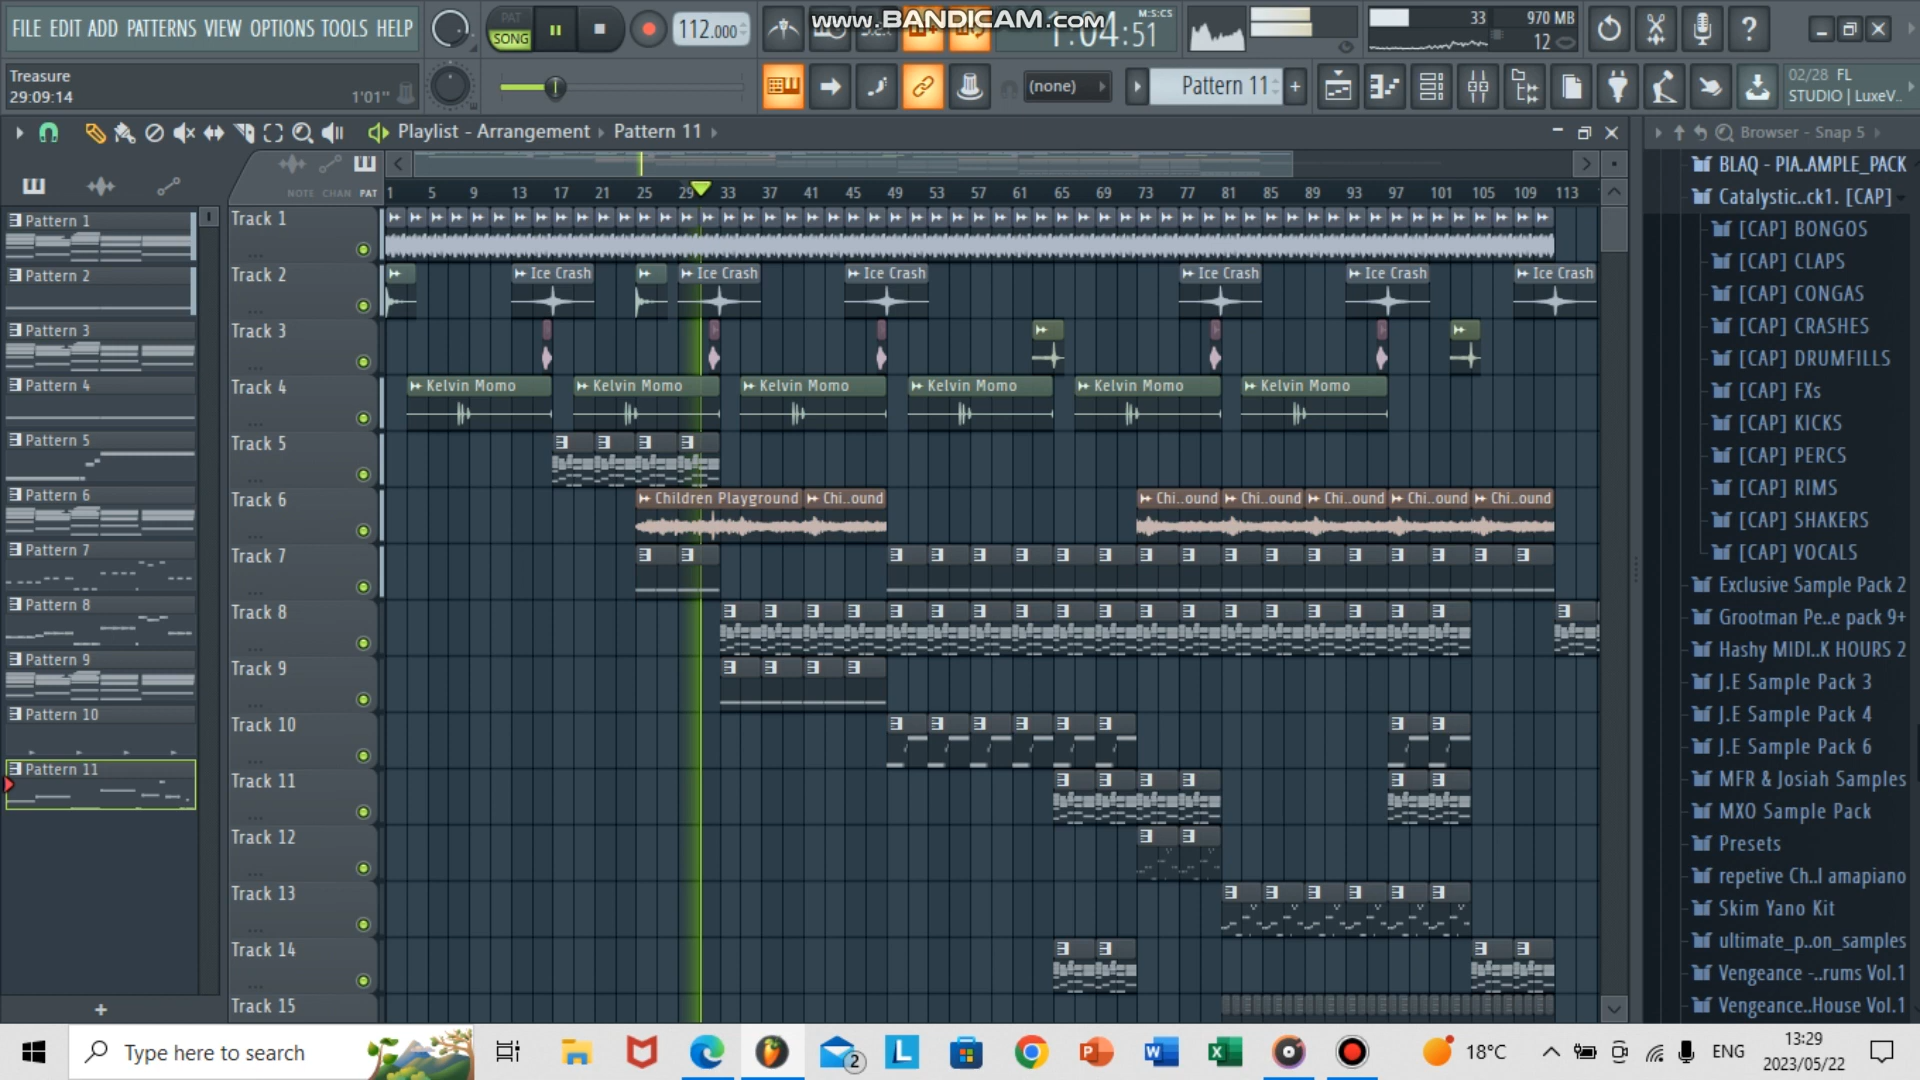 FILE EDIT ADD PATTERNS VIEW OPTIONS TOOLS HELP
PAT
SONG
112.000
www.BANDICAM.com
1:04:51
M:S:CS
33
970 MB
12
Treasure
29:09:14
1'01"
(none)
Pattern 11
02/28 FL
STUDIO | LuxeV..
Playlist - Arrangement
Pattern 11
Browser - Snap 5
NOTE CHAN PAT
1 5 9 13 17 21 25 29 33 37 41 45 49 53 57 61 65 69 73 77 81 85 89 93 97 101 105 109 113
Pattern 1
Pattern 2
Pattern 3
Pattern 4
Pattern 5
Pattern 6
Pattern 7
Pattern 8
Pattern 9
Pattern 10
Pattern 11
+
Track 1
Track 2
Ice Crash Ice Crash Ice Crash Ice Crash Ice Crash Ice Crash
Track 3
Track 4
Kelvin Momo Kelvin Momo Kelvin Momo Kelvin Momo Kelvin Momo Kelvin Momo
Track 5
Track 6
Children Playground Chi..ound Chi..ound Chi..ound Chi..ound Chi..ound Chi..ound
Track 7
Track 8
Track 9
Track 10
Track 11
Track 12
Track 13
Track 14
Track 15
BLAQ - PIA..AMPLE_PACK
Catalystic..ck1. [CAP]
[CAP] BONGOS
[CAP] CLAPS
[CAP] CONGAS
[CAP] CRASHES
[CAP] DRUMFILLS
[CAP] FXs
[CAP] KICKS
[CAP] PERCS
[CAP] RIMS
[CAP] SHAKERS
[CAP] VOCALS
Exclusive Sample Pack 2
Grootman Pe..e pack 9+
Hashy MIDI..K HOURS 2
J.E Sample Pack 3
J.E Sample Pack 4
J.E Sample Pack 6
MFR & Josiah Samples
MXO Sample Pack
Presets
repetive Ch..l amapiano
Skim Yano Kit
ultimate_p..on_samples
Vengeance -..rums Vol.1
Vengeance..House Vol.1
Type here to search
2
18°C
ENG
13:29
2023/05/22